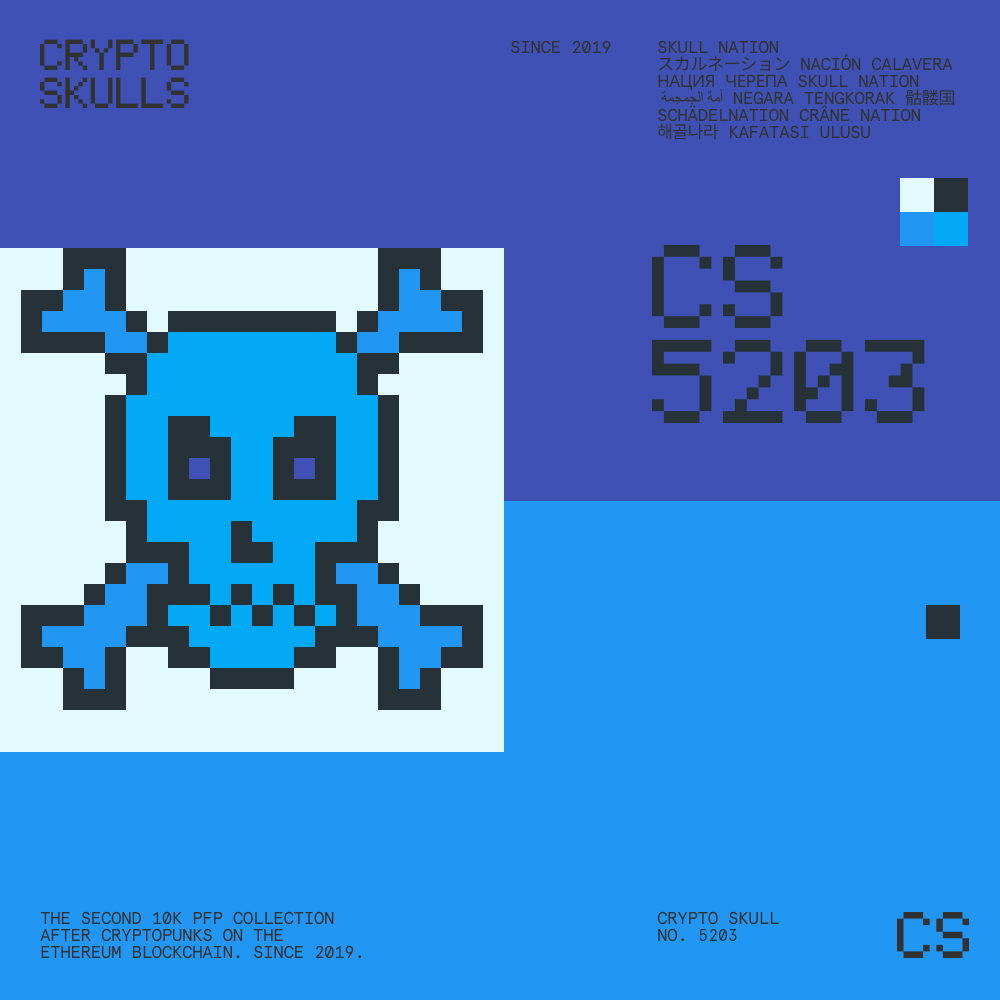 CRYPTO
SKULLS
SINCE 2019
SKULL NATION
スカルネーション NACIÓN CALAVERA
НАЦИЯ ЧЕРЕПА SKULL NATION
أمة الجمجمة NEGARA TENGKORAK 骷髅国
SCHÄDELNATION CRÂNE NATION
해골나라 KAFATASI ULUSU
CS
5203
THE SECOND 10K PFP COLLECTION
AFTER CRYPTOPUNKS ON THE
ETHEREUM BLOCKCHAIN. SINCE 2019.
CRYPTO SKULL
NO. 5203
CS